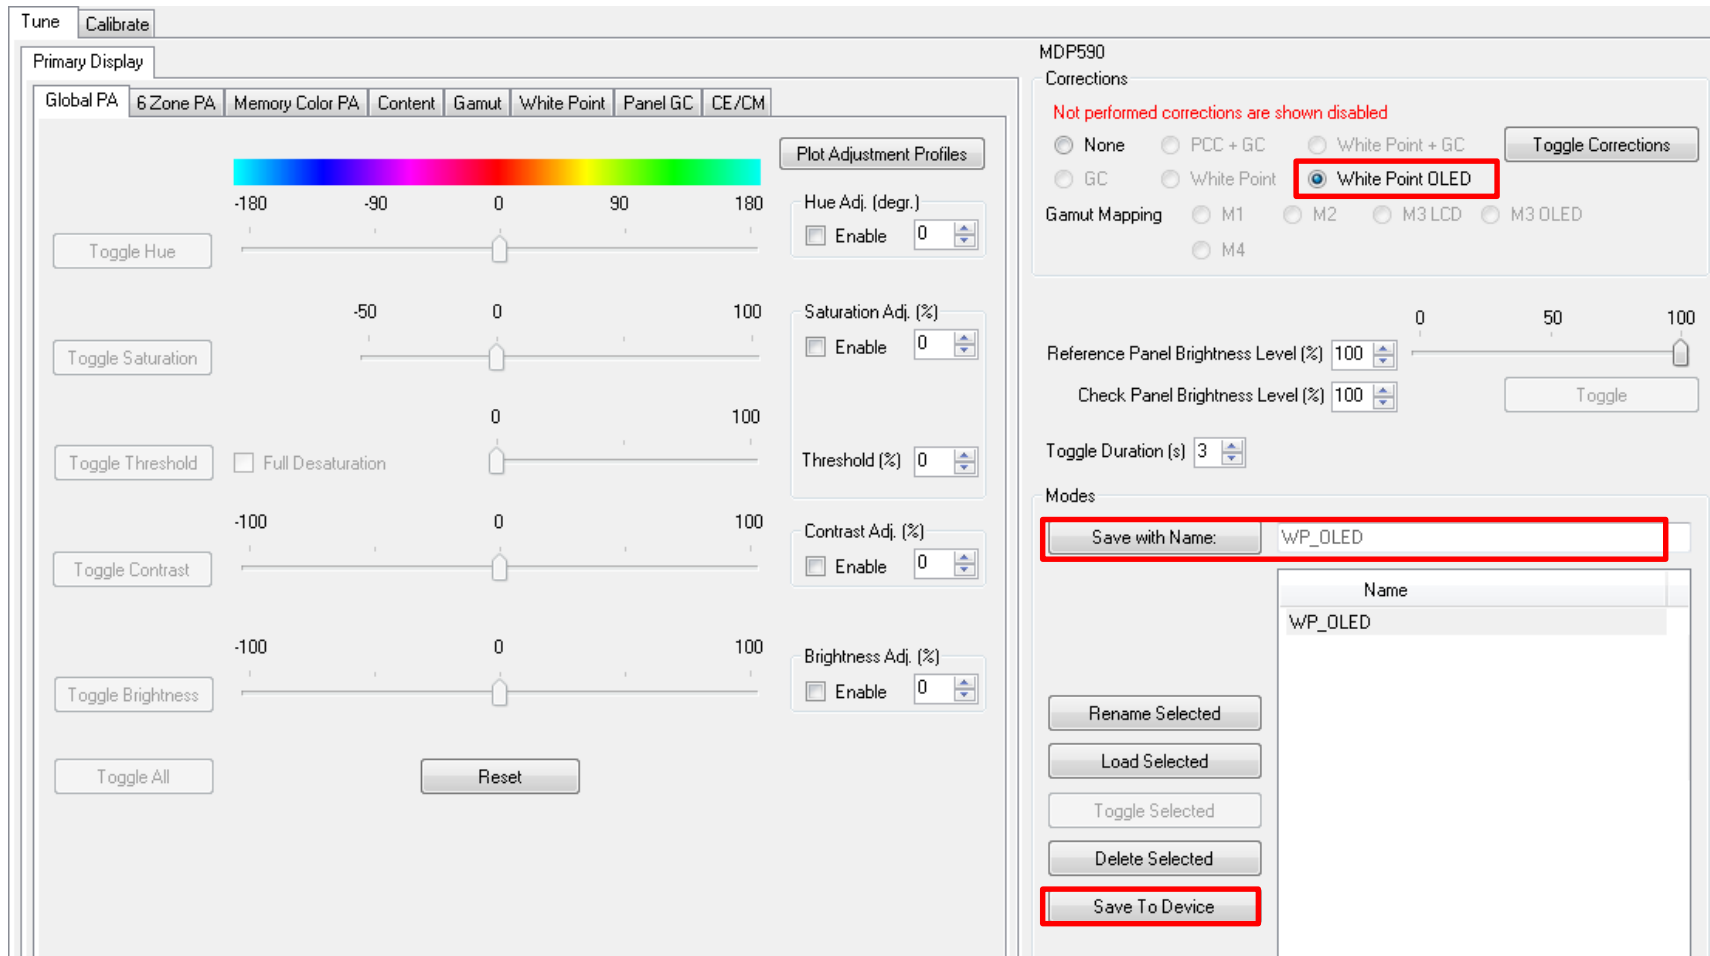 Tune Calibrate
Primary Display
Global PA 6 Zone PA Memory Color PA Content Gamut White Point Panel GC CE/CM
Plot Adjustment Profiles
-180 -90 0 90 180
Hue Adj. (degr.)
Toggle Hue
Enable 0
-50 0 100
Saturation Adj. (%)
Toggle Saturation
Enable 0
0 100
Toggle Threshold Full Desaturation
Threshold (%) 0
-100 0 100
Contrast Adj. (%)
Toggle Contrast
Enable 0
-100 0 100
Brightness Adj. (%)
Toggle Brightness
Enable 0
Toggle All
Reset
MDP590
Corrections
Not performed corrections are shown disabled
None PCC + GC White Point + GC Toggle Corrections
GC White Point White Point OLED
Gamut Mapping M1 M2 M3 LCD M3 OLED
M4
0 50 100
Reference Panel Brightness Level (%) 100
Check Panel Brightness Level (%) 100 Toggle
Toggle Duration (s) 3
Modes
Save with Name: WP_OLED
Name
WP_OLED
Rename Selected
Load Selected
Toggle Selected
Delete Selected
Save To Device